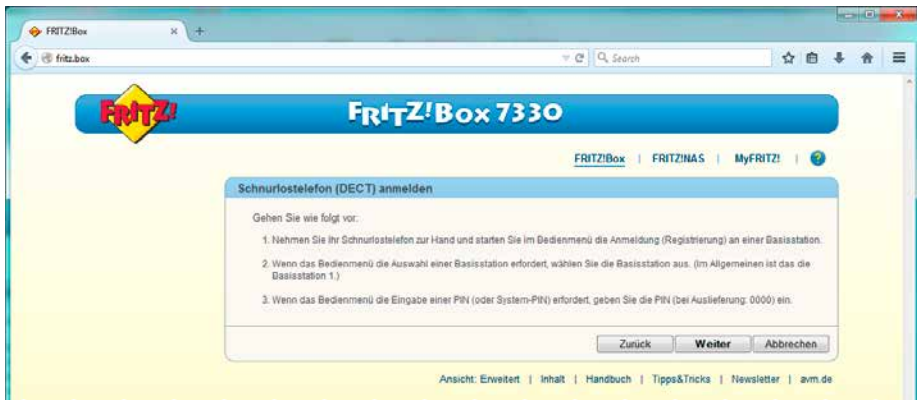 FRITZ!Box
fritz.box
Search
FRITZ!
FRITZ!Box 7330
FRITZ!Box | FRITZ!NAS | MyFRITZ! | ?
Schnurlostelefon (DECT) anmelden
Gehen Sie wie folgt vor:
1. Nehmen Sie Ihr Schnurlostelefon zur Hand und starten Sie im Bedienmenü die Anmeldung (Registrierung) an einer Basisstation.
2. Wenn das Bedienmenü die Auswahl einer Basisstation erfordert, wählen Sie die Basisstation aus. (Im Allgemeinen ist das die
Basisstation 1.)
3. Wenn das Bedienmenü die Eingabe einer PIN (oder System-PIN) erfordert, geben Sie die PIN (bei Auslieferung: 0000) ein.
Zurück Weiter Abbrechen
Ansicht: Erweitert | Inhalt | Handbuch | Tipps&Tricks | Newsletter | avm.de